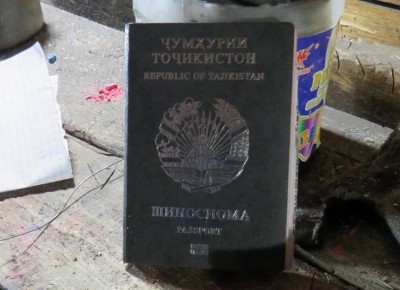 ҶУМҲУРИИ
ТОҶИКИСТОН
REPUBLIC OF TAJIKISTAN
ШИНОСНОМА
PASSPORT